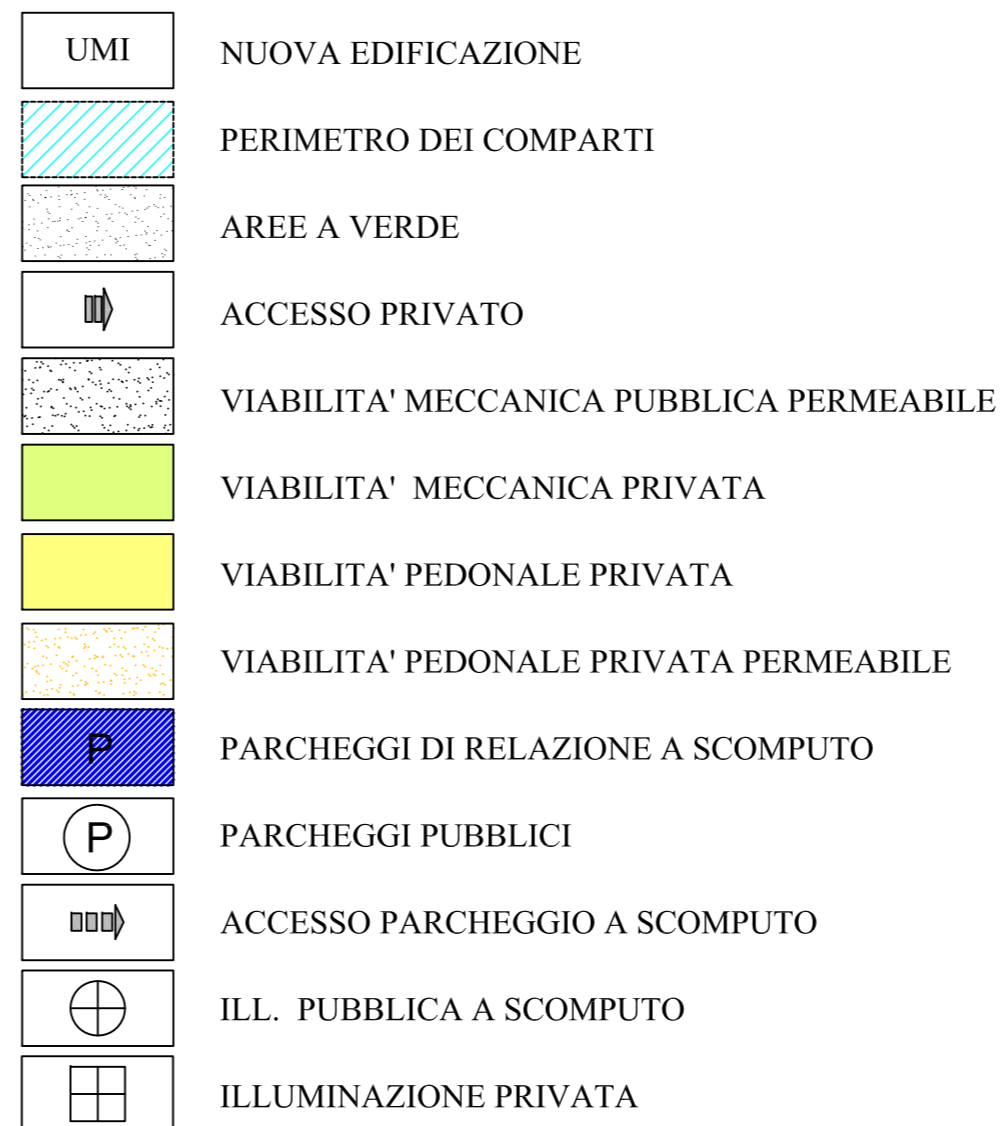 UMI NUOVA EDIFICAZIONE
PERIMETRO DEI COMPARTI
AREE A VERDE
ACCESSO PRIVATO
VIABILITA' MECCANICA PUBBLICA PERMEABILE
VIABILITA' MECCANICA PRIVATA
VIABILITA' PEDONALE PRIVATA
VIABILITA' PEDONALE PRIVATA PERMEABILE
P PARCHEGGI DI RELAZIONE A SCOMPUTO
P PARCHEGGI PUBBLICI
ACCESSO PARCHEGGIO A SCOMPUTO
ILL. PUBBLICA A SCOMPUTO
ILLUMINAZIONE PRIVATA